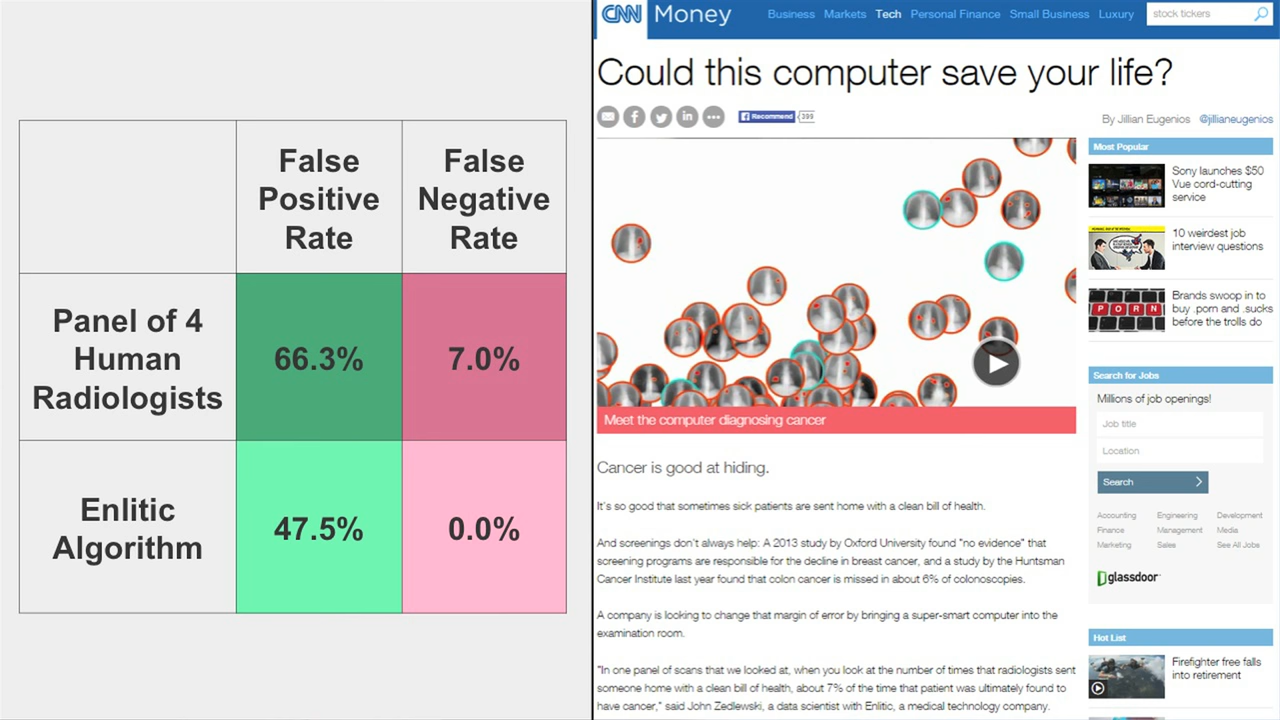 False
Positive
Rate
False
Negative
Rate
Panel of 4
Human
Radiologists
66.3%
7.0%
Enlitic
Algorithm
47.5%
0.0%
CNN Money
Business Markets Tech Personal Finance Small Business Luxury
stock tickers
Could this computer save your life?
Recommend 399
By Jillian Eugenios @jillianeugenios
Meet the computer diagnosing cancer
Cancer is good at hiding.
It's so good that sometimes sick patients are sent home with a clean bill of health.
And screenings don't always help: A 2013 study by Oxford University found "no evidence" that
screening programs are responsible for the decline in breast cancer, and a study by the Huntsman
Cancer Institute last year found that colon cancer is missed in about 6% of colonoscopies.
A company is looking to change that margin of error by bringing a super-smart computer into the
examination room.
"In one panel of scans that we looked at, when you look at the number of times that radiologists sent
someone home with a clean bill of health, about 7% of the time that patient was ultimately found to
have cancer," said John Zedlewski, a data scientist with Enlitic, a medical technology company.
Most Popular
Sony launches $50
Vue cord-cutting
service
10 weirdest job
interview questions
PORN
Brands swoop in to
buy .porn and .sucks
before the trolls do
Search for Jobs
Millions of job openings!
Job title
Location
Search
Accounting Engineering Development
Finance Management Media
Marketing Sales See All Jobs
glassdoor
Hot List
Firefighter free falls
into retirement